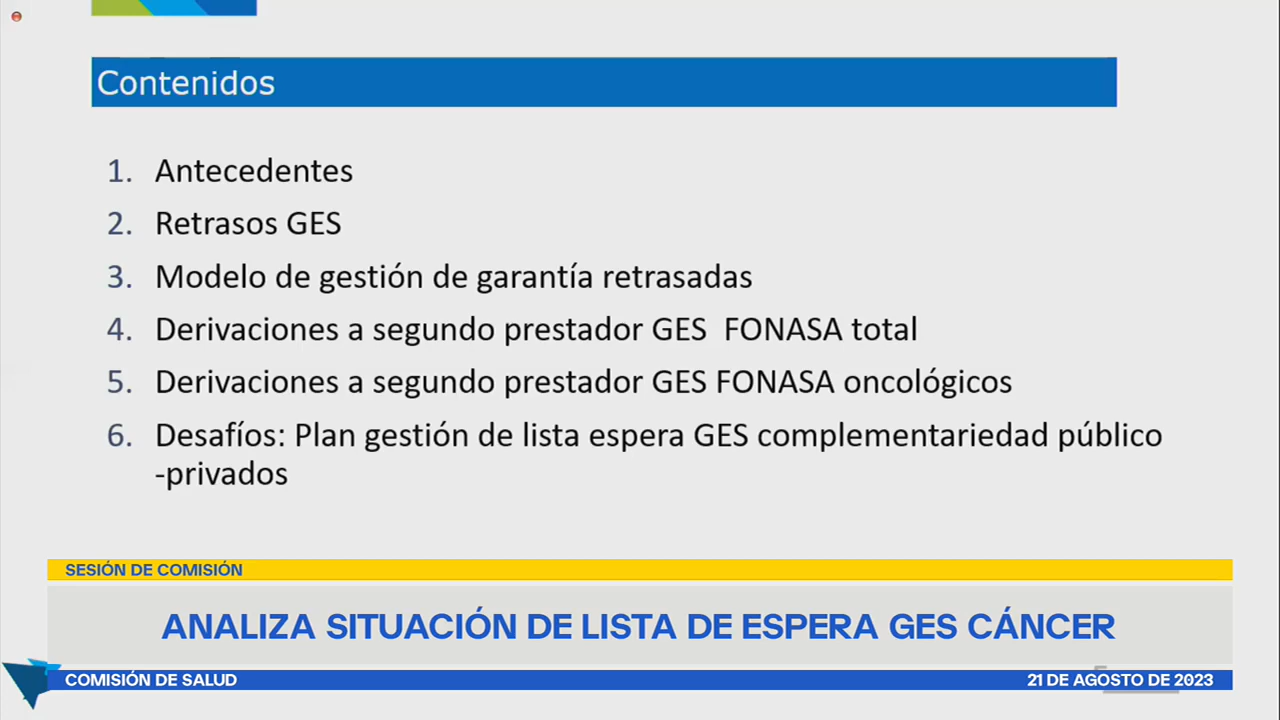 Contenidos
1. Antecedentes
2. Retrasos GES
3. Modelo de gestión de garantía retrasadas
4. Derivaciones a segundo prestador GES  FONASA total
5. Derivaciones a segundo prestador GES FONASA oncológicos
6. Desafíos: Plan gestión de lista espera GES complementariedad público
-privados
SESIÓN DE COMISIÓN
ANALIZA SITUACIÓN DE LISTA DE ESPERA GES CÁNCER
COMISIÓN DE SALUD
21 DE AGOSTO DE 2023